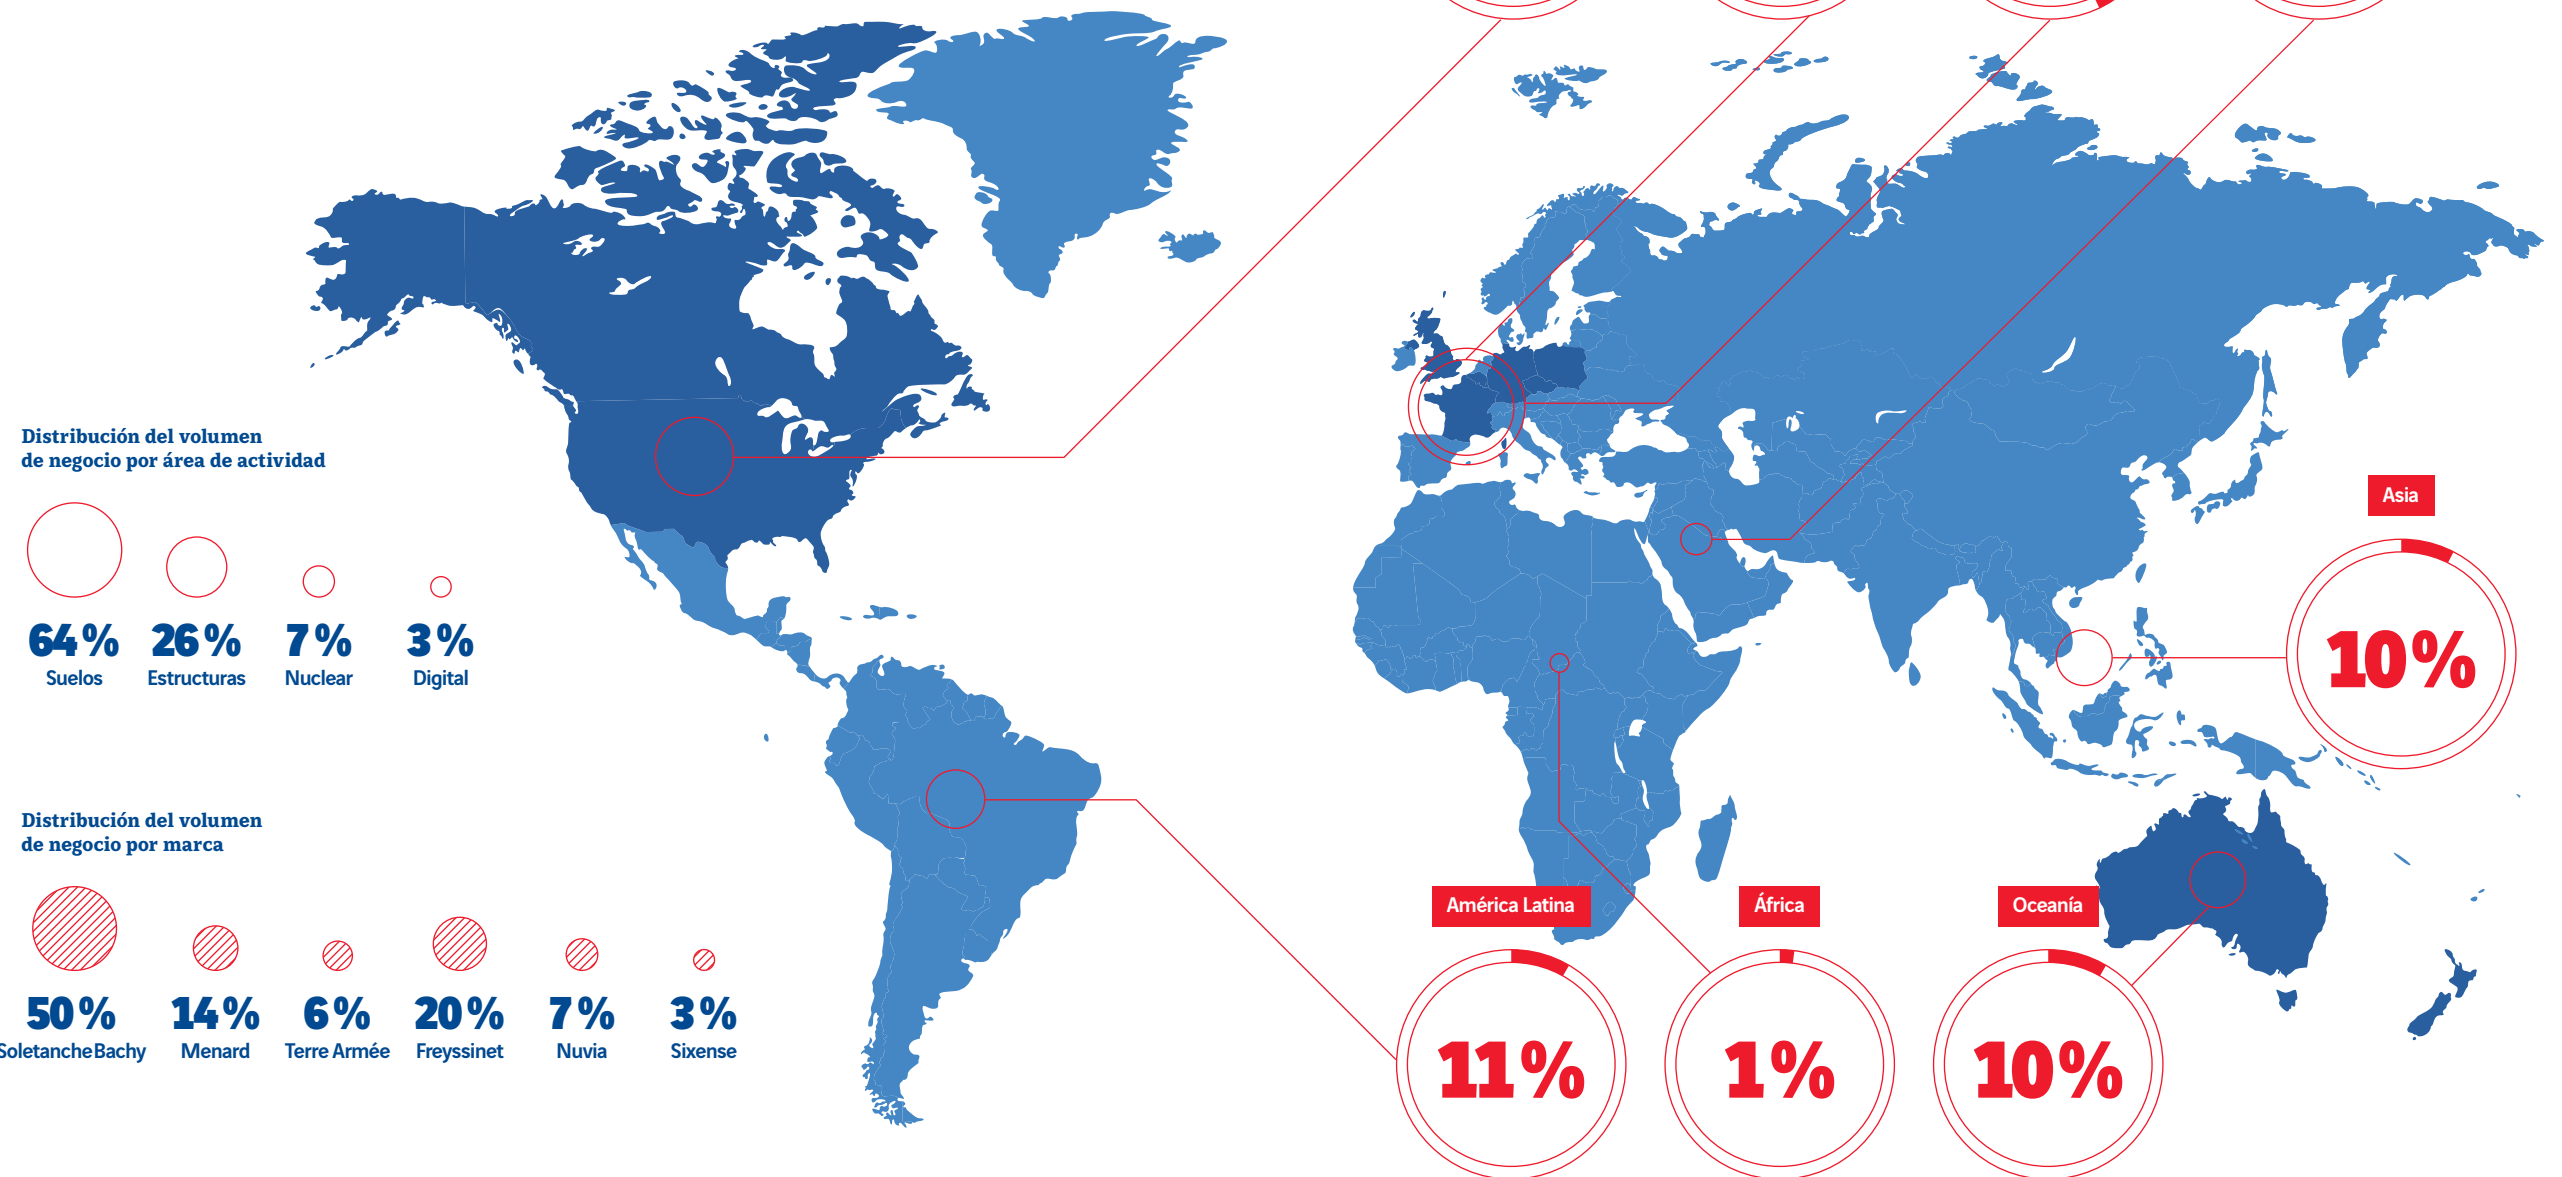 Distribución del volumen
de negocio por área de actividad
64 % 26 % 7 % 3 %
Suelos Estructuras Nuclear Digital
Distribución del volumen
de negocio por marca
50 % 14 % 6 % 20 % 7 % 3 %
Soletanche Bachy Menard Terre Armée Freyssinet Nuvia Sixense
Asia
10 %
América Latina
11 %
África
1 %
Oceanía
10 %